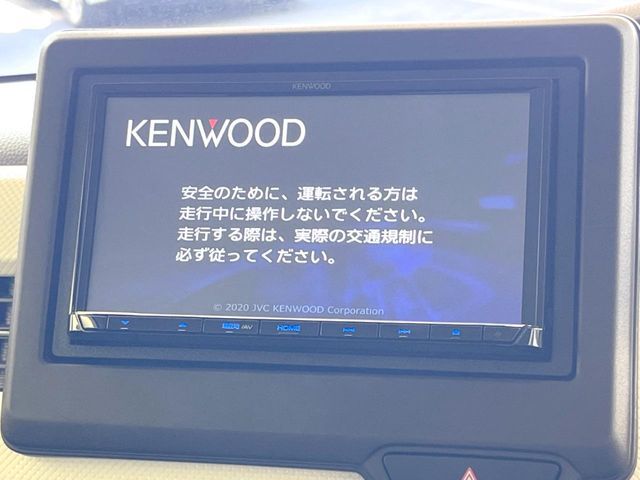 KENWOOD
KENWOOD
安全のために、運転される方は
走行中に操作しないでください。
走行する際は、実際の交通規制に
必ず従ってください。
© 2020 JVC KENWOOD Corporation
HOME